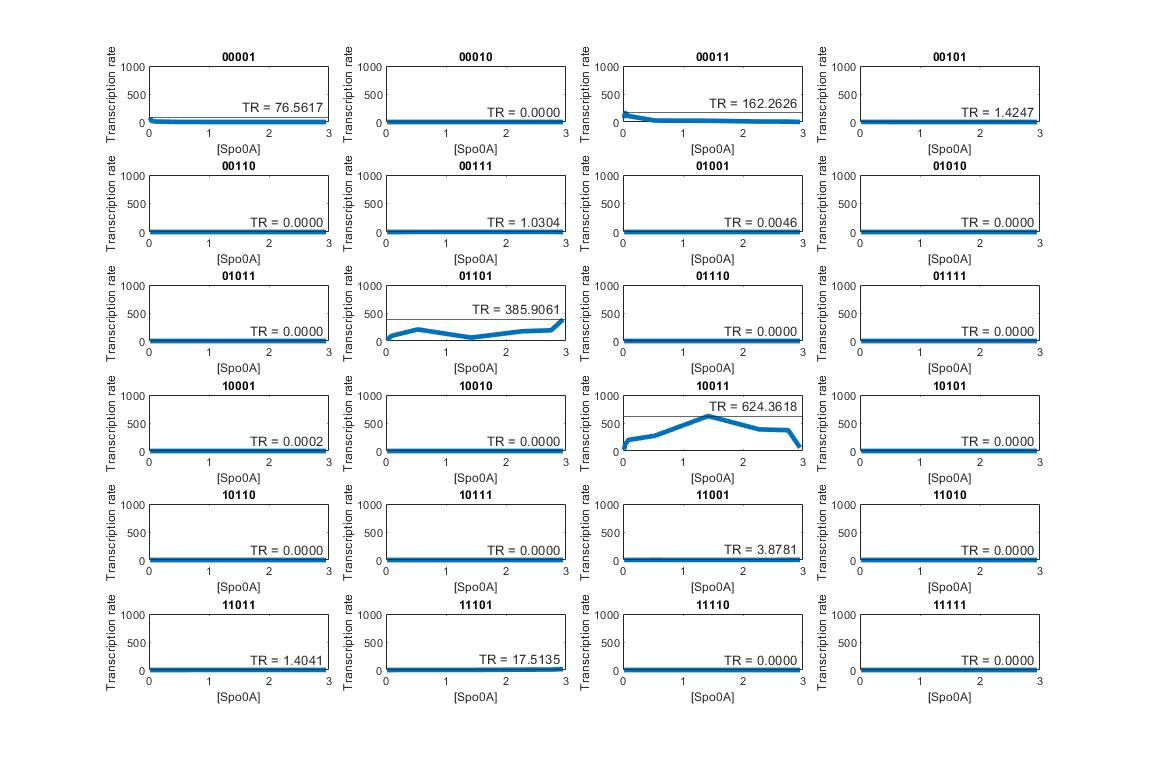 00001 00010 00011 00101
Transcription rate Transcription rate Transcription rate Transcription rate
1000 1000 1000 1000
500 500 500 500
TR = 76.5617 TR = 0.0000 TR = 162.2626 TR = 1.4247
0 0 0 0
0 1 2 3 0 1 2 3 0 1 2 3 0 1 2 3
[Spo0A] [Spo0A] [Spo0A] [Spo0A]
00110 00111 01001 01010
Transcription rate Transcription rate Transcription rate Transcription rate
1000 1000 1000 1000
500 500 500 500
TR = 0.0000 TR = 1.0304 TR = 0.0046 TR = 0.0000
0 0 0 0
0 1 2 3 0 1 2 3 0 1 2 3 0 1 2 3
[Spo0A] [Spo0A] [Spo0A] [Spo0A]
01011 01101 01110 01111
Transcription rate Transcription rate Transcription rate Transcription rate
1000 1000 1000 1000
500 500 500 500
TR = 0.0000 TR = 385.9061 TR = 0.0000 TR = 0.0000
0 0 0 0
0 1 2 3 0 1 2 3 0 1 2 3 0 1 2 3
[Spo0A] [Spo0A] [Spo0A] [Spo0A]
10001 10010 10011 10101
Transcription rate Transcription rate Transcription rate Transcription rate
1000 1000 1000 1000
500 500 500 500
TR = 0.0002 TR = 0.0000 TR = 624.3618 TR = 0.0000
0 0 0 0
0 1 2 3 0 1 2 3 0 1 2 3 0 1 2 3
[Spo0A] [Spo0A] [Spo0A] [Spo0A]
10110 10111 11001 11010
Transcription rate Transcription rate Transcription rate Transcription rate
1000 1000 1000 1000
500 500 500 500
TR = 0.0000 TR = 0.0000 TR = 3.8781 TR = 0.0000
0 0 0 0
0 1 2 3 0 1 2 3 0 1 2 3 0 1 2 3
[Spo0A] [Spo0A] [Spo0A] [Spo0A]
11011 11101 11110 11111
Transcription rate Transcription rate Transcription rate Transcription rate
1000 1000 1000 1000
500 500 500 500
TR = 1.4041 TR = 17.5135 TR = 0.0000 TR = 0.0000
0 0 0 0
0 1 2 3 0 1 2 3 0 1 2 3 0 1 2 3
[Spo0A] [Spo0A] [Spo0A] [Spo0A]